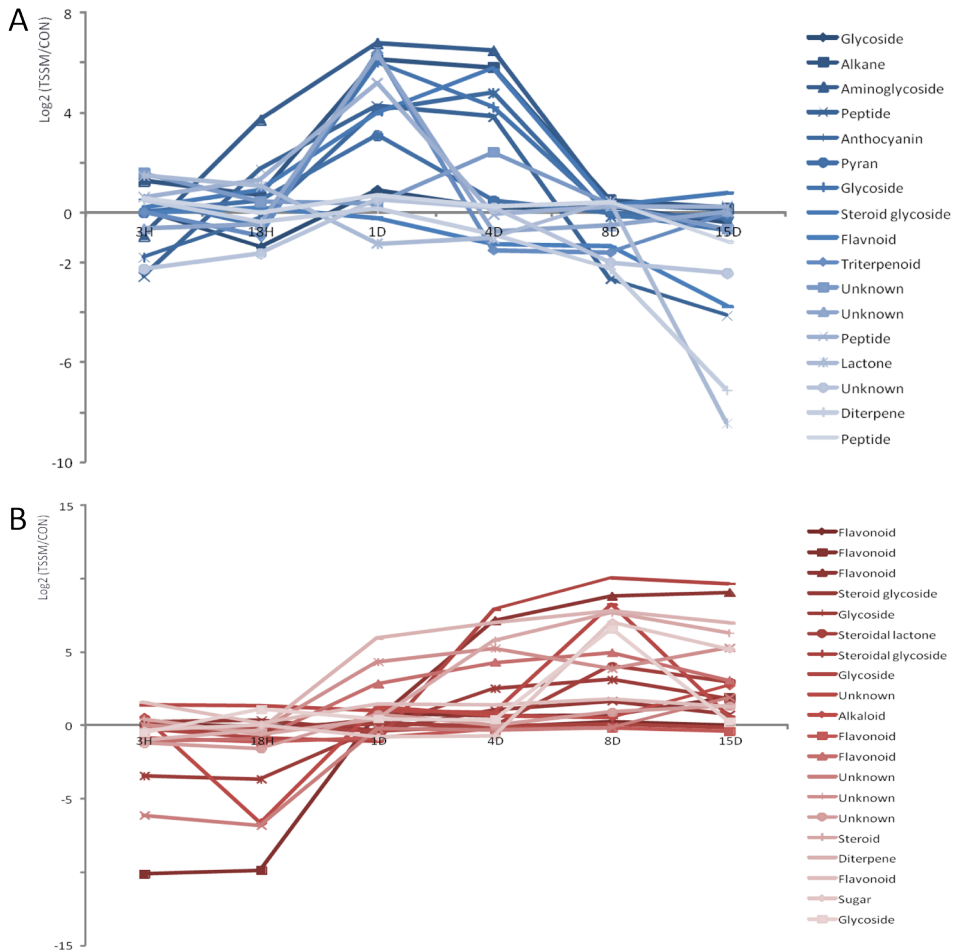 A
Log2 (TSSM/CON)
8
4
0
-2
-6
-10
3H 18H 1D 4D 8D 15D
Glycoside
Alkane
Aminoglycoside
Peptide
Anthocyanin
Pyran
Glycoside
Steroid glycoside
Flavnoid
Triterpenoid
Unknown
Unknown
Peptide
Lactone
Unknown
Diterpene
Peptide
B
Log2 (TSSM/CON)
15
5
0
-5
-15
3H 18H 1D 4D 8D 15D
Flavonoid
Flavonoid
Flavonoid
Steroid glycoside
Glycoside
Steroidal lactone
Steroidal glycoside
Glycoside
Unknown
Alkaloid
Flavonoid
Flavonoid
Unknown
Unknown
Unknown
Steroid
Diterpene
Flavonoid
Sugar
Glycoside